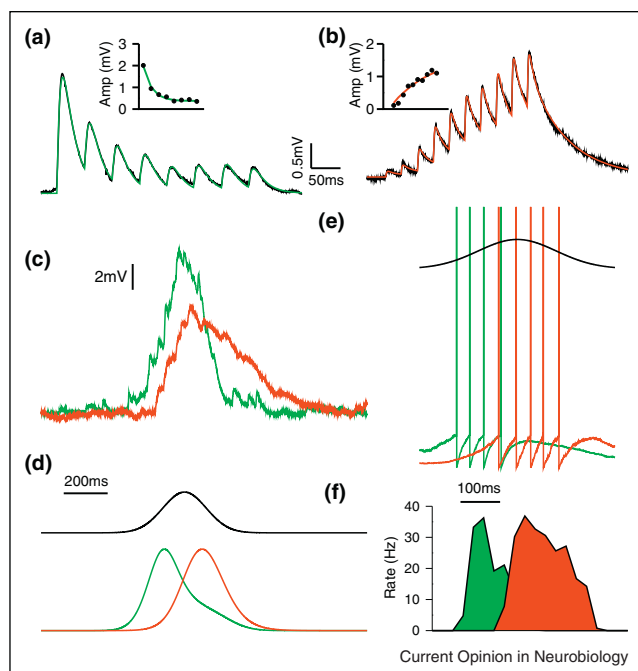 (a)
Amp (mV)
3
2
1
0
(b)
Amp (mV)
2
1
0
0.5mV
50ms
(c)
2mV
(e)
(d)
200ms
(f)
100ms
Rate (Hz)
40
30
20
10
0
Current Opinion in Neurobiology